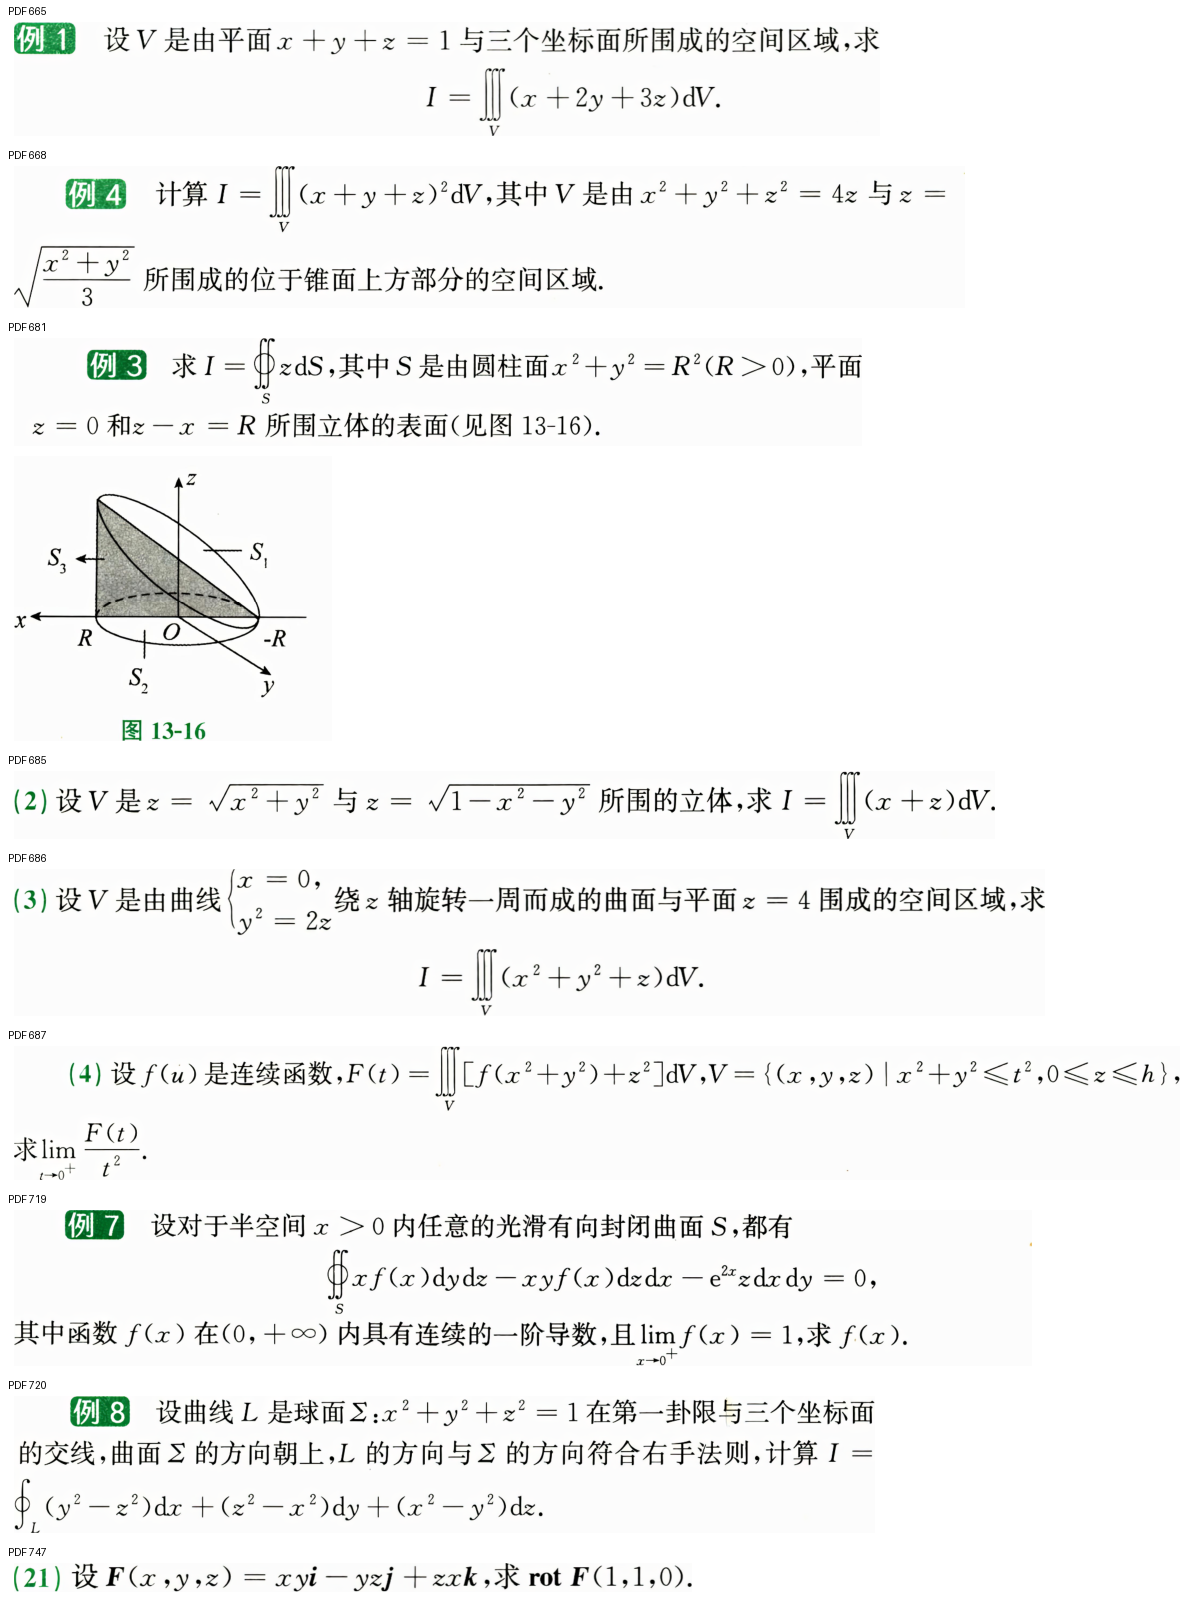 PDF665
例 1 设 V 是由平面 x + y + z = 1 与三个坐标面所围成的空间区域,求
I = ∭_V (x + 2y + 3z)dV.
PDF668
例 4 计算 I = ∭_V (x + y + z)²dV,其中 V 是由 x² + y² + z² = 4z 与 z =
√((x² + y²)/3) 所围成的位于锥面上方部分的空间区域.
PDF681
例 3 求 I = ∯_S zdS,其中 S 是由圆柱面 x² + y² = R²(R > 0),平面
z = 0 和 z − x = R 所围立体的表面(见图 13-16).
z
S₃
S₁
x
R
O
-R
S₂
y
图 13-16
PDF685
(2) 设 V 是 z = √(x² + y²) 与 z = √(1 − x² − y²) 所围的立体,求 I = ∭_V (x + z)dV.
PDF686
(3) 设 V 是由曲线 { x = 0, y² = 2z 绕 z 轴旋转一周而成的曲面与平面 z = 4 围成的空间区域,求
I = ∭_V (x² + y² + z)dV.
PDF687
(4) 设 f(u) 是连续函数,F(t) = ∭_V [f(x² + y²) + z²]dV,V = {(x,y,z) | x² + y² ≤ t², 0 ≤ z ≤ h},
求 lim_{t→0⁺} F(t)/t².
PDF719
例 7 设对于半空间 x > 0 内任意的光滑有向封闭曲面 S,都有
∯_S xf(x)dydz − xyf(x)dzdx − e²ˣzdxdy = 0,
其中函数 f(x) 在(0, +∞) 内具有连续的一阶导数,且 lim_{x→0⁺} f(x) = 1,求 f(x).
PDF720
例 8 设曲线 L 是球面 Σ:x² + y² + z² = 1 在第一卦限与三个坐标面
的交线,曲面 Σ 的方向朝上,L 的方向与 Σ 的方向符合右手法则,计算 I =
∮_L (y² − z²)dx + (z² − x²)dy + (x² − y²)dz.
PDF747
(21) 设 F(x,y,z) = xyi − yzj + zxk,求 rot F(1,1,0).